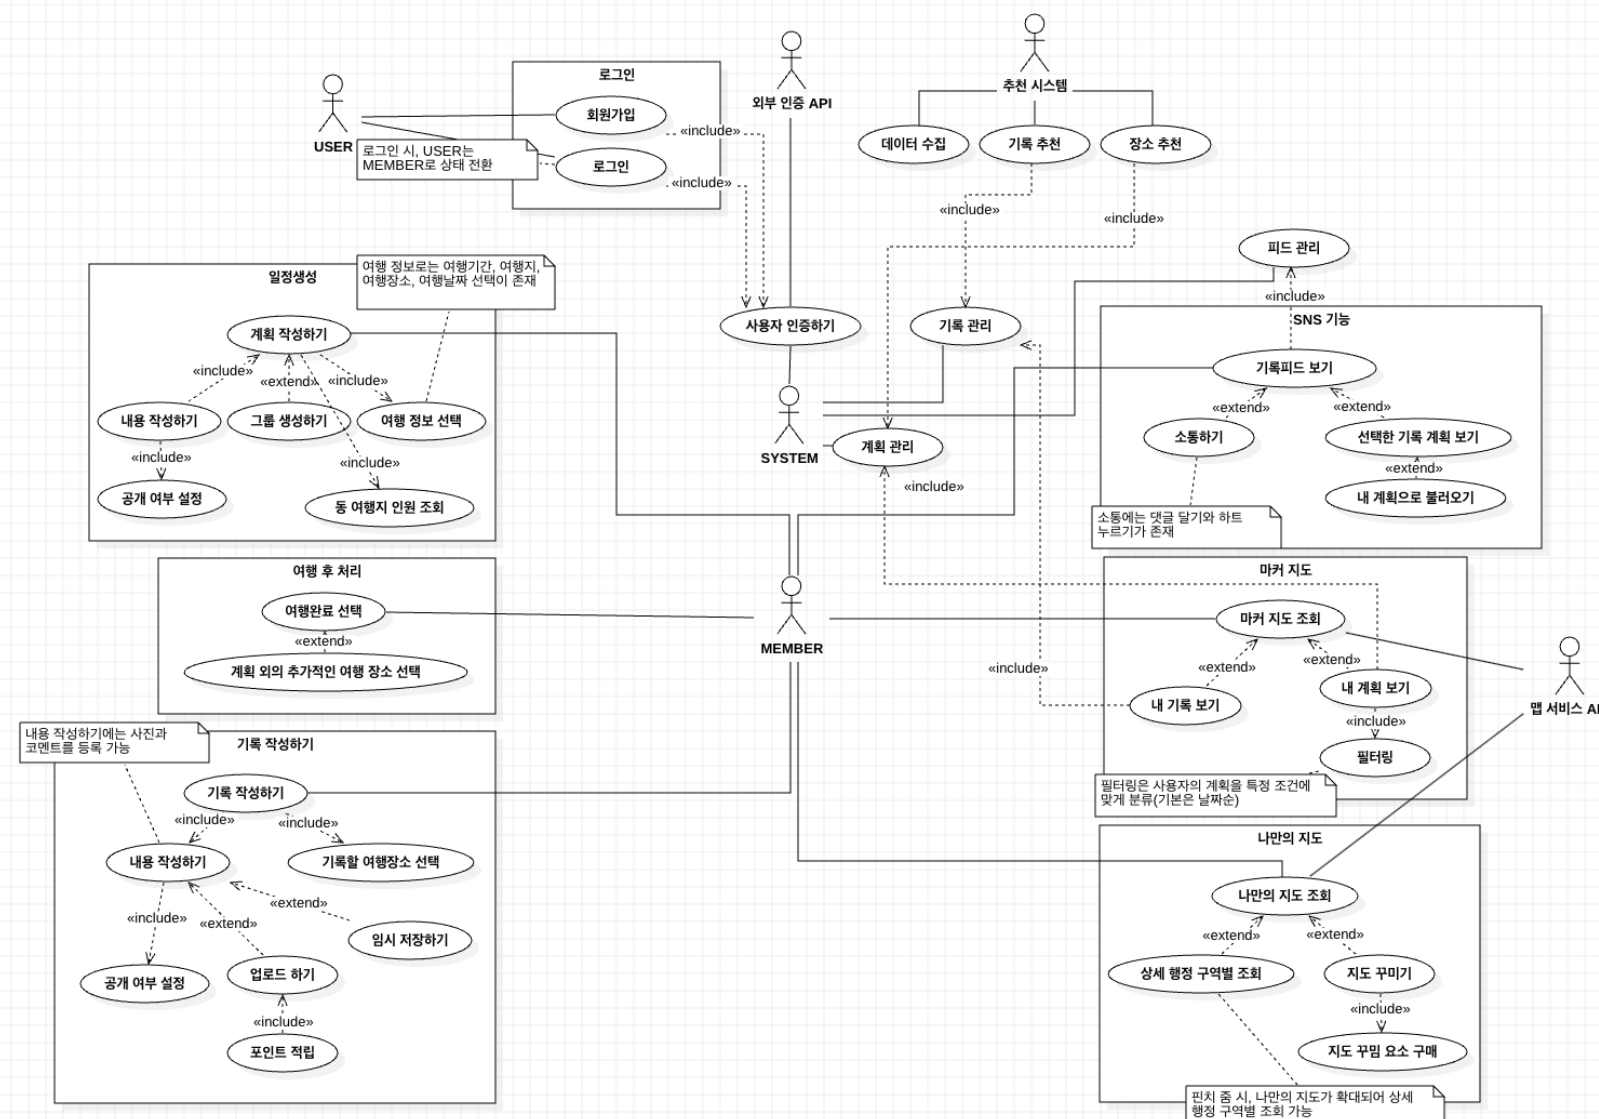 추천 시스템
외부 인증 API
USER
로그인
회원가입
로그인
로그인 시, USER는
MEMBER로 상태 전환
«include»
«include»
데이터 수집
기록 추천
장소 추천
«include»
«include»
일정생성
여행 정보로는 여행기간, 여행지,
여행장소, 여행날짜 선택이 존재
계획 작성하기
«include»
«extend»
«include»
내용 작성하기
그룹 생성하기
여행 정보 선택
«include»
«include»
공개 여부 설정
동 여행지 인원 조회
사용자 인증하기
기록 관리
SYSTEM
계획 관리
«include»
피드 관리
«include»
SNS 기능
기록피드 보기
«extend»
«extend»
소통하기
선택한 기록 계획 보기
«extend»
내 계획으로 불러오기
소통에는 댓글 달기와 하트
누르기가 존재
여행 후 처리
여행완료 선택
«extend»
계획 외의 추가적인 여행 장소 선택
MEMBER
«include»
마커 지도
마커 지도 조회
«extend»
«extend»
내 기록 보기
내 계획 보기
«include»
필터링
필터링은 사용자의 계획을 특정 조건에
맞게 분류(기본은 날짜순)
맵 서비스 AI
내용 작성하기에는 사진과
코멘트를 등록 가능
기록 작성하기
기록 작성하기
«include»
«include»
내용 작성하기
기록할 여행장소 선택
«include»
«extend»
«extend»
임시 저장하기
공개 여부 설정
업로드 하기
«include»
포인트 적립
나만의 지도
나만의 지도 조회
«extend»
«extend»
상세 행정 구역별 조회
지도 꾸미기
«include»
지도 꾸밈 요소 구매
핀치 줌 시, 나만의 지도가 확대되어 상세
행정 구역별 조회 가능